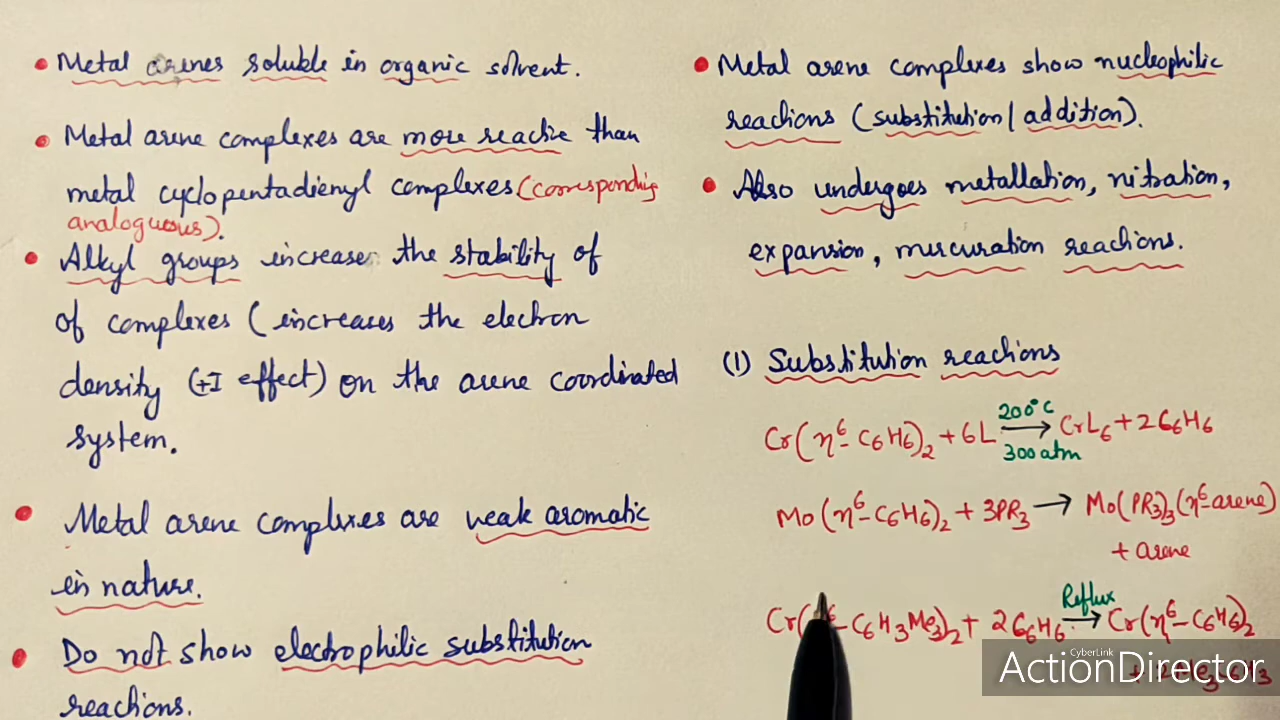 Metal arenes soluble in organic solvent.
Metal arene complexes are more reactive than
metal cyclopentadienyl complexes (corresponding
analoguous).
Alkyl groups increases the stability of
of complexes (increases the electron
density (+I effect) on the arene coordinated
system.
Metal arene complexes are weak aromatic
in nature.
Do not show electrophilic substitution
reactions.
Metal arene complexes show nucleophilic
reactions (substitution/addition).
Also undergoes metallation, nitration,
expansion, mercuration reactions.
(1) Substitution reactions
200°C
Cr(η⁶-C₆H₆)₂ + 6L → CrL₆ + 2C₆H₆
300 atm
Mo(η⁶-C₆H₆)₂ + 3PR₃ → Mo(PR₃)₃(η⁶-arene)
+ arene
Reflux
Cr( ⁶-C₆H₃Me₃)₂ + 2C₆H₆ → Cr(η⁶-C₆H₆)₂
CyberLink
ActionDirector